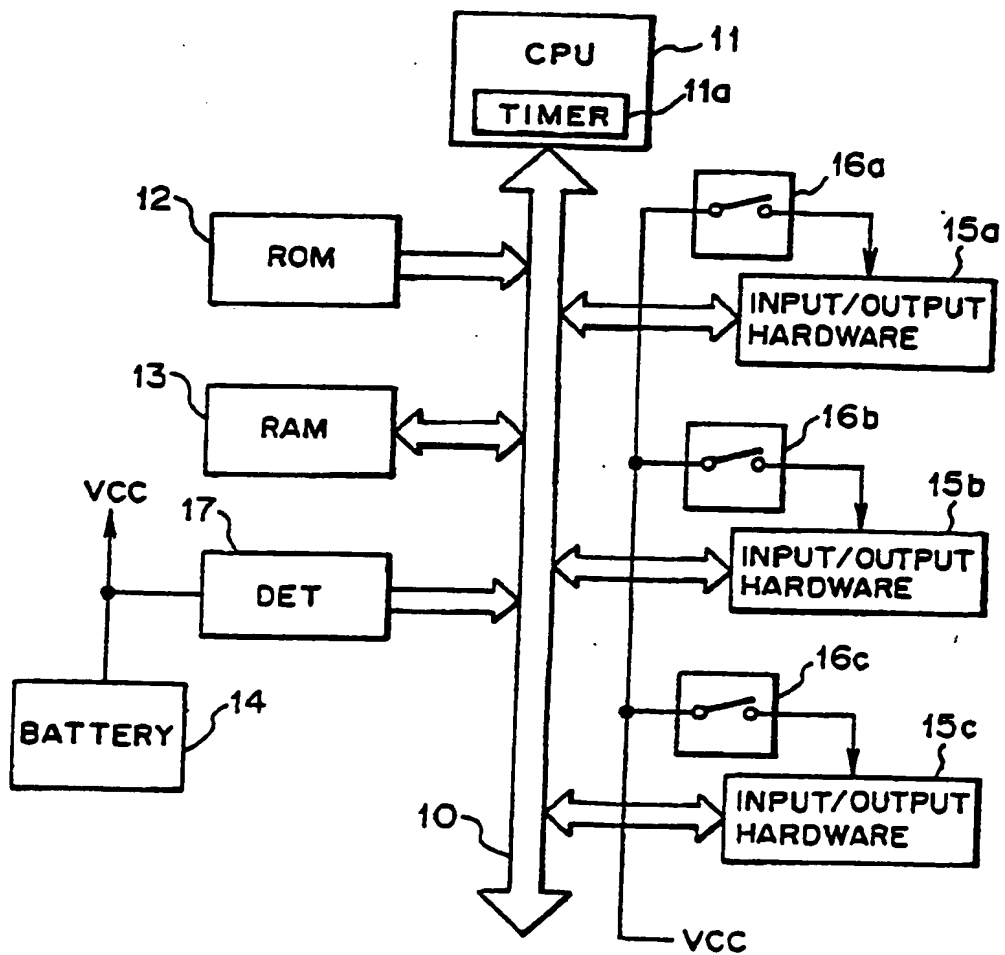 CPU
11
TIMER
11a
16a
12
ROM
15a
INPUT/OUTPUT
HARDWARE
13
RAM
16b
VCC
17
15b
DET
INPUT/OUTPUT
HARDWARE
16c
BATTERY
14
15c
INPUT/OUTPUT
HARDWARE
10
VCC